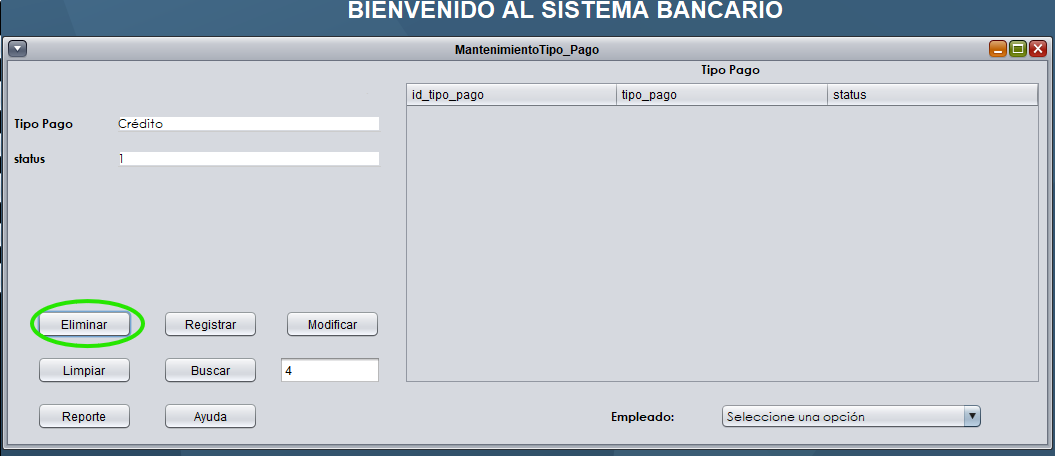 BIENVENIDO AL SISTEMA BANCARIO
MantenimientoTipo_Pago
Tipo Pago
id_tipo_pago tipo_pago status
Tipo Pago Crédito
status 1
Eliminar Registrar Modificar
Limpiar Buscar 4
Reporte Ayuda
Empleado: Seleccione una opción